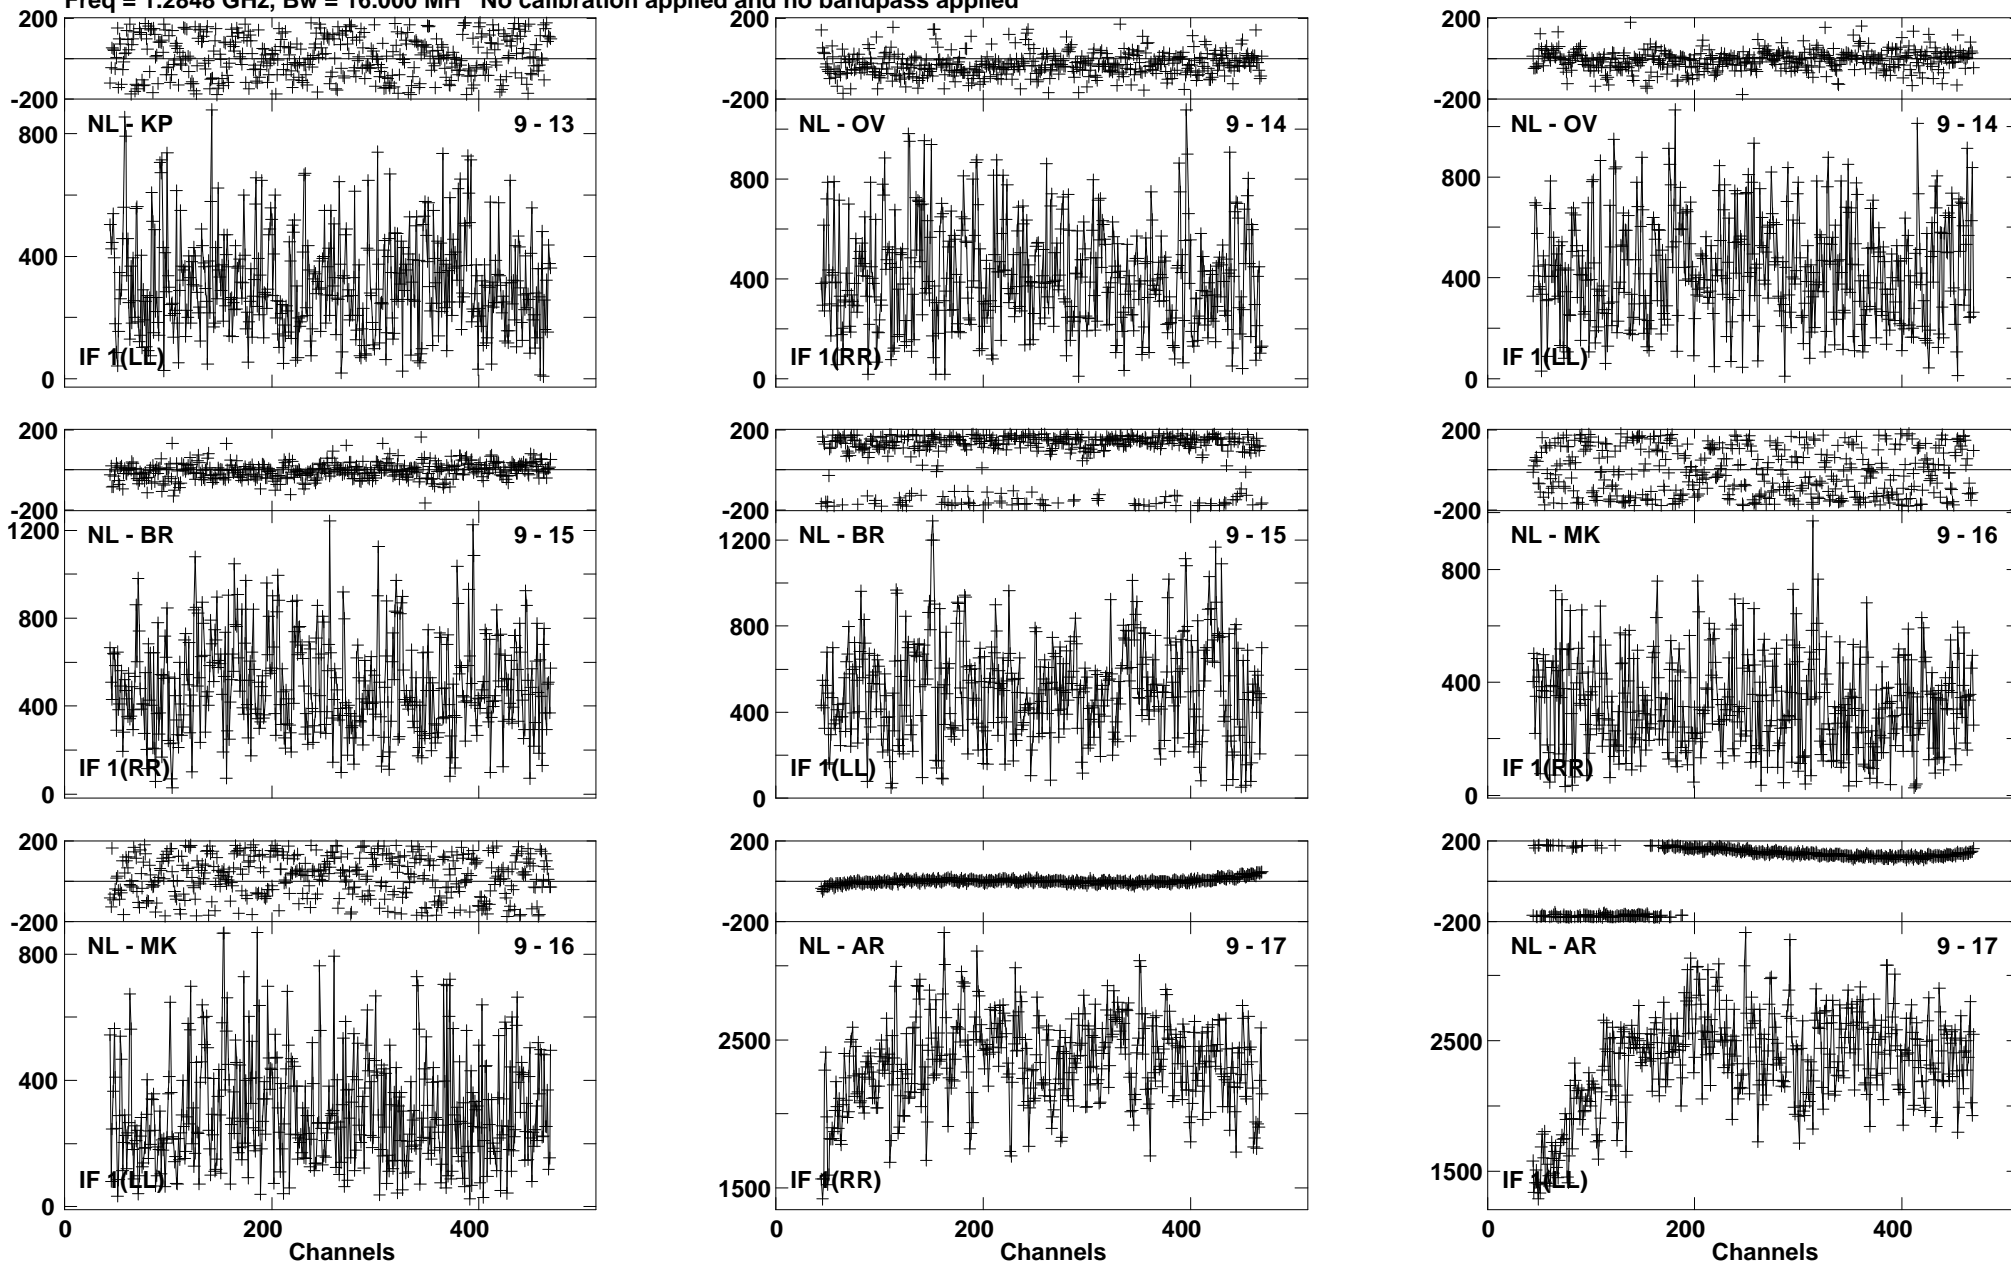 Freq = 1.2848 GHz, Bw = 16.000 MH No calibration applied and no bandpass applied
200
-200
NL - KP 9 - 13
800
400
0
IF 1(LL)
200
-200
NL - OV 9 - 14
800
400
0
IF 1(RR)
200
-200
NL - OV 9 - 14
800
400
0
IF 1(LL)
200
-200
NL - BR 9 - 15
1200
800
400
0
IF 1(RR)
200
-200
NL - BR 9 - 15
1200
800
400
0
IF 1(LL)
200
-200
NL - MK 9 - 16
800
400
0
IF 1(RR)
200
-200
NL - MK 9 - 16
800
400
0
IF 1(LL)
0 200 400
Channels
200
-200
NL - AR 9 - 17
2500
1500
IF 1(RR)
0 200 400
Channels
200
-200
NL - AR 9 - 17
2500
1500
IF 1(LL)
0 200 400
Channels